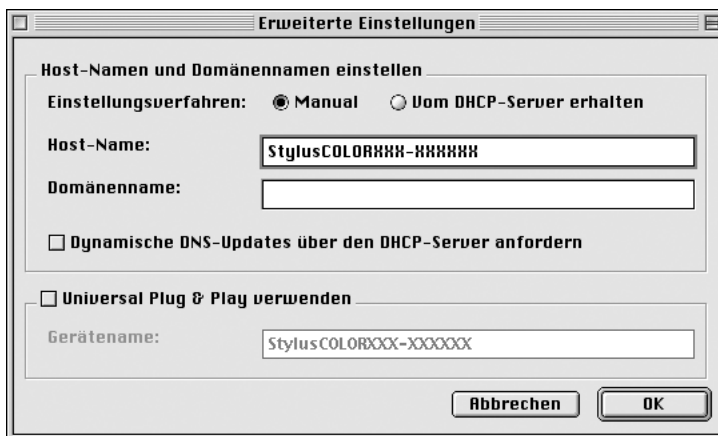 Erweiterte Einstellungen
Host-Namen und Domänennamen einstellen
Einstellungsverfahren: Manual Vom DHCP-Server erhalten
Host-Name: StylusCOLORXXX-XXXXXX
Domänenname:
Dynamische DNS-Updates über den DHCP-Server anfordern
Universal Plug & Play verwenden
Gerätename: StylusCOLORXXX-XXXXXX
Abbrechen OK